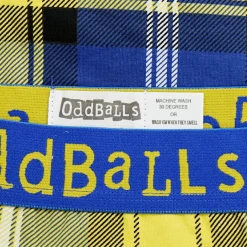 OddBalls
MACHINE WASH
30 DEGREES
OR
WASH 'EM WHEN THEY SMELL
ddBalls